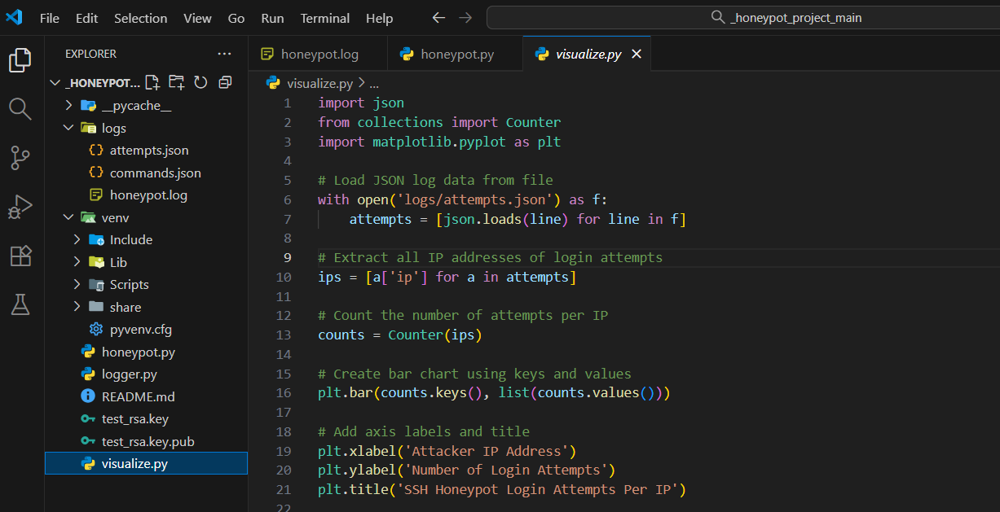 File Edit Selection View Go Run Terminal Help _honeypot_project_main
EXPLORER
_HONEYPOT...
__pycache__
logs
attempts.json
commands.json
honeypot.log
venv
Include
Lib
Scripts
share
pyvenv.cfg
honeypot.py
logger.py
README.md
test_rsa.key
test_rsa.key.pub
visualize.py
honeypot.log honeypot.py visualize.py
visualize.py > ...
1 import json
2 from collections import Counter
3 import matplotlib.pyplot as plt
4
5 # Load JSON log data from file
6 with open('logs/attempts.json') as f:
7     attempts = [json.loads(line) for line in f]
8
9 # Extract all IP addresses of login attempts
10 ips = [a['ip'] for a in attempts]
11
12 # Count the number of attempts per IP
13 counts = Counter(ips)
14
15 # Create bar chart using keys and values
16 plt.bar(counts.keys(), list(counts.values()))
17
18 # Add axis labels and title
19 plt.xlabel('Attacker IP Address')
20 plt.ylabel('Number of Login Attempts')
21 plt.title('SSH Honeypot Login Attempts Per IP')
22